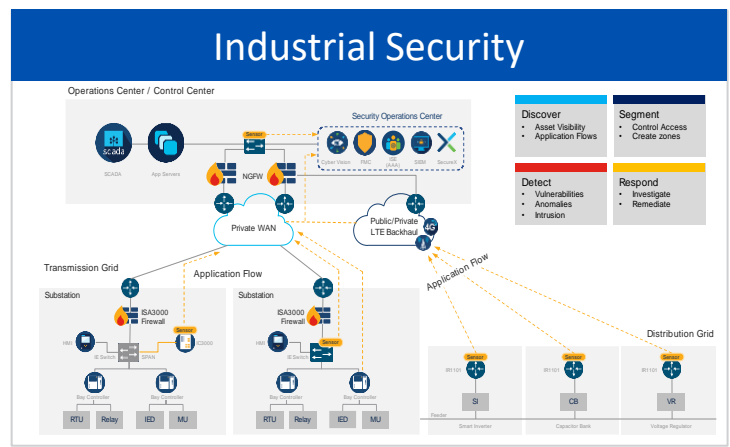 Industrial Security
Operations Center / Control Center
Sensor
Security Operations Center
scada
SCADA
App Servers
NGFW
Cyber Vision
FMC
ISE
(AAA)
SIEM
SecureX
Discover
• Asset Visibility
• Application Flows
Segment
• Control Access
• Create zones
Detect
• Vulnerabilities
• Anomalies
• Intrusion
Respond
• Investigate
• Remediate
Private WAN
Public/Private
LTE Backhaul
4G
Transmission Grid
Application Flow
Application Flow
Substation
ISA3000
Firewall
Sensor
HMI
IC3000
IE Switch
SPAN
Bay Controller
Bay Controller
RTU
Relay
IED
MU
Substation
ISA3000
Firewall
Sensor
HMI
IE Switch
Bay Controller
Bay Controller
RTU
Relay
IED
MU
Distribution Grid
Sensor
IR1101
SI
Sensor
IR1101
CB
Sensor
IR1101
VR
Feeder
Smart Inverter
Capacitor Bank
Voltage Regulator